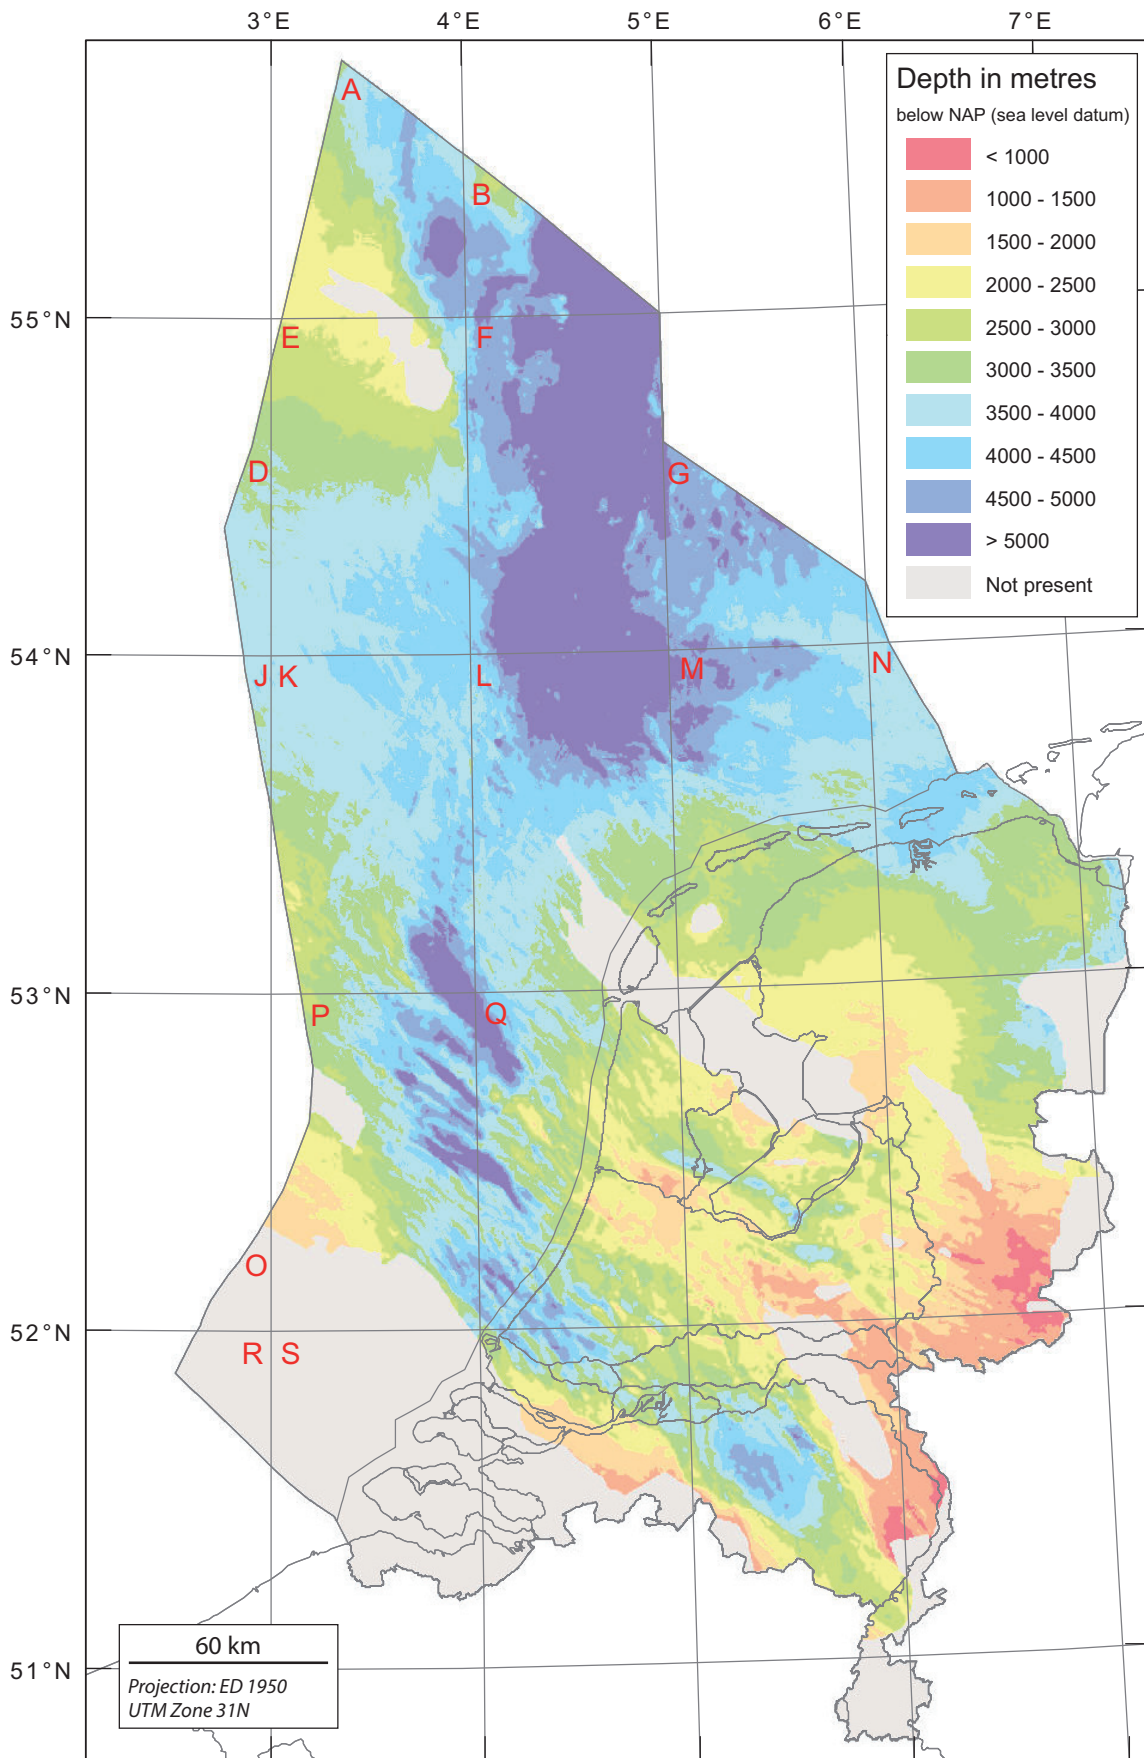 3°E 4°E 5°E 6°E 7°E
Depth in metres
below NAP (sea level datum)
< 1000
1000 - 1500
1500 - 2000
2000 - 2500
2500 - 3000
3000 - 3500
3500 - 4000
4000 - 4500
4500 - 5000
> 5000
Not present
A
B
55°N
E F
D G
54°N
J K L M N
53°N
P Q
O
52°N
R S
60 km
Projection: ED 1950
UTM Zone 31N
51°N